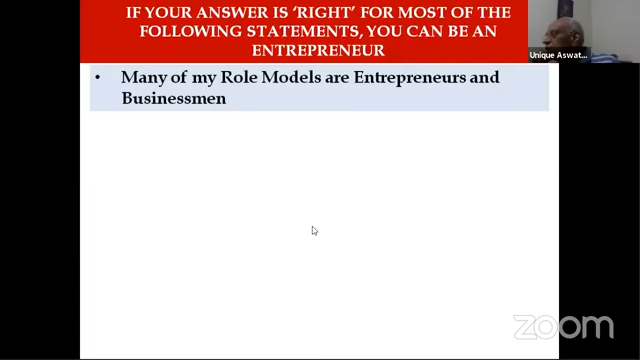 IF YOUR ANSWER IS ‘RIGHT’ FOR MOST OF THE
FOLLOWING STATEMENTS, YOU CAN BE AN
ENTREPRENEUR
• Many of my Role Models are Entrepreneurs and
Businessmen
Unique Aswat...
zoom